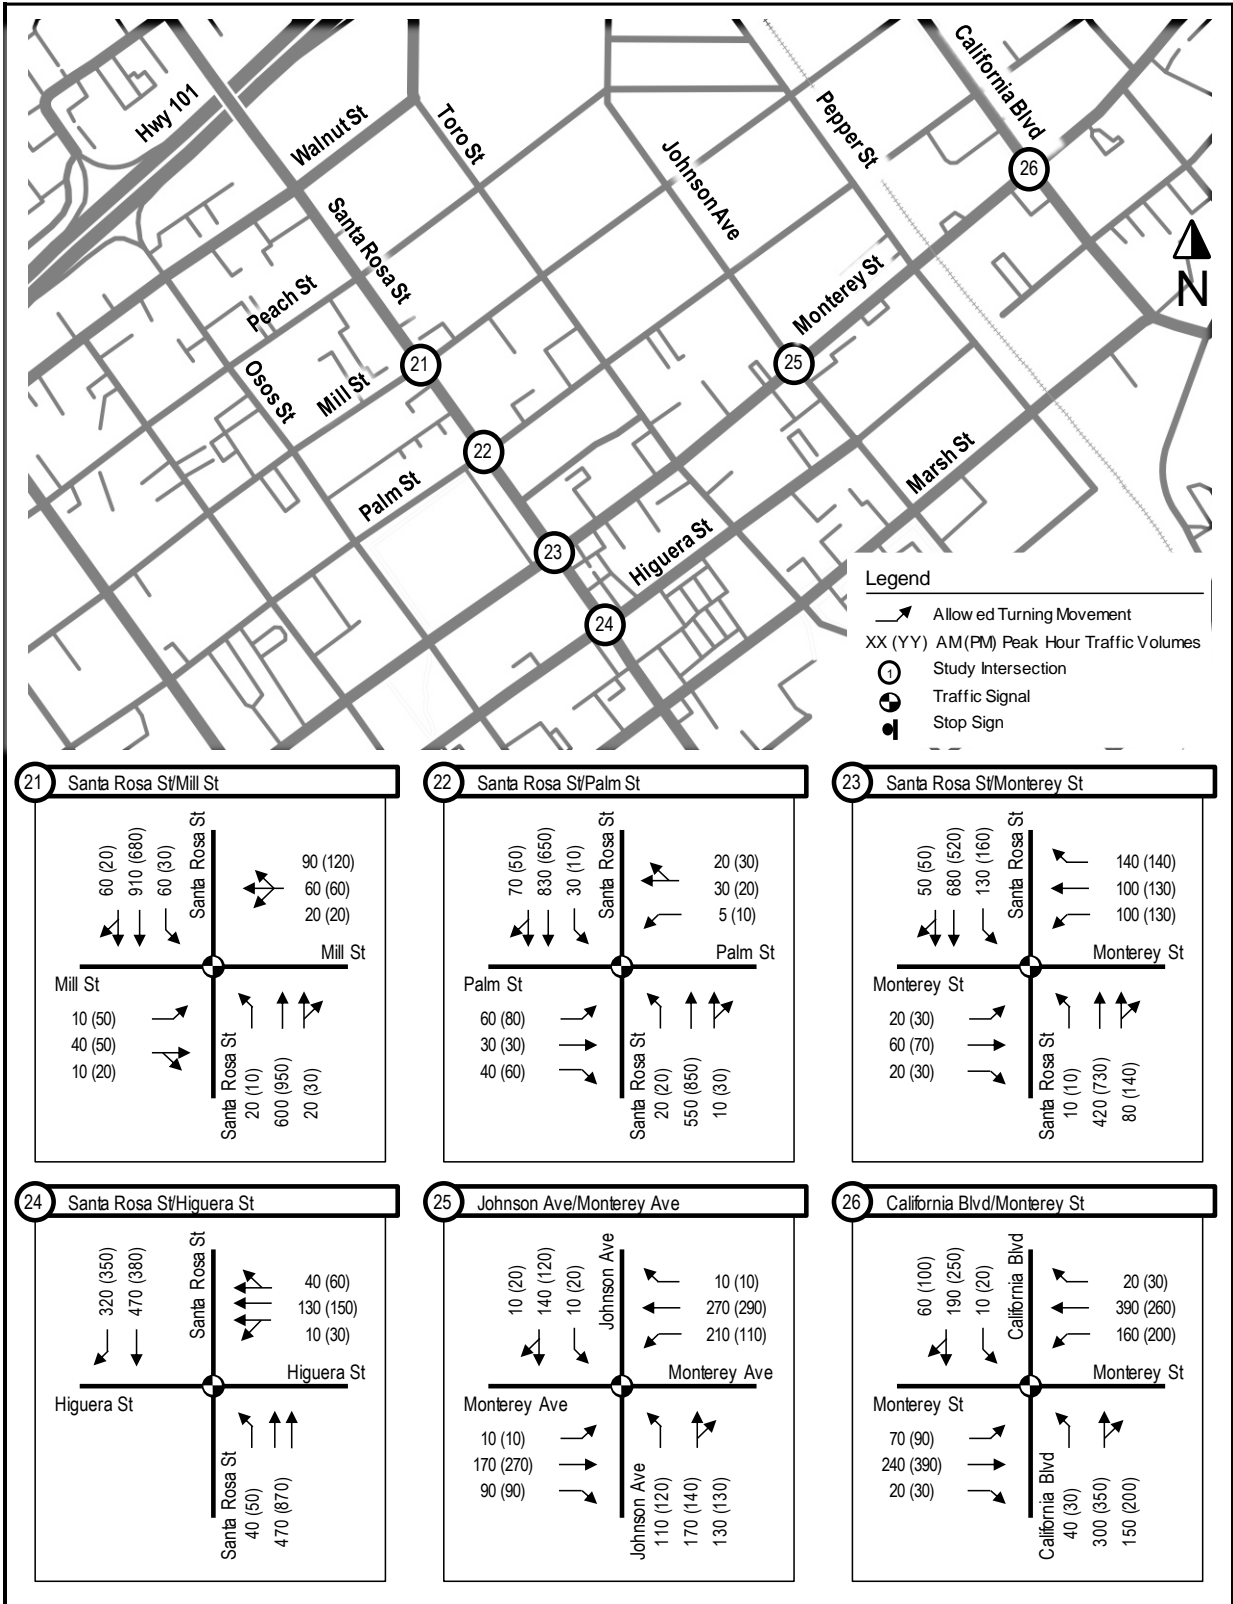 Hwy 101
Walnut St
Toro St
California Blvd
Pepper St
Johnson Ave
26
Santa Rosa St
Peach St
N
Monterey St
21
25
Osos St
Mill St
22
Marsh St
Palm St
23
Higuera St
24
Legend
Allowed Turning Movement
XX (YY) AM(PM) Peak Hour Traffic Volumes
1 Study Intersection
Traffic Signal
Stop Sign
21 Santa Rosa St/Mill St
60 (20)
910 (680)
60 (30)
Santa Rosa St
90 (120)
60 (60)
20 (20)
Mill St
Mill St
10 (50)
40 (50)
10 (20)
Santa Rosa St
20 (10)
600 (950)
20 (30)
22 Santa Rosa St/Palm St
70 (50)
830 (650)
30 (10)
Santa Rosa St
20 (30)
30 (20)
5 (10)
Palm St
Palm St
60 (80)
30 (30)
40 (60)
Santa Rosa St
20 (20)
550 (850)
10 (30)
23 Santa Rosa St/Monterey St
50 (50)
680 (520)
130 (160)
Santa Rosa St
140 (140)
100 (130)
100 (130)
Monterey St
Monterey St
20 (30)
60 (70)
20 (30)
Santa Rosa St
10 (10)
420 (730)
80 (140)
24 Santa Rosa St/Higuera St
320 (350)
470 (380)
Santa Rosa St
40 (60)
130 (150)
10 (30)
Higuera St
Higuera St
Santa Rosa St
40 (50)
470 (870)
25 Johnson Ave/Monterey Ave
10 (20)
140 (120)
10 (20)
Johnson Ave
10 (10)
270 (290)
210 (110)
Monterey Ave
Monterey Ave
10 (10)
170 (270)
90 (90)
Johnson Ave
110 (120)
170 (140)
130 (130)
26 California Blvd/Monterey St
60 (100)
190 (250)
10 (20)
California Blvd
20 (30)
390 (260)
160 (200)
Monterey St
Monterey St
70 (90)
240 (390)
20 (30)
California Blvd
40 (30)
300 (350)
150 (200)